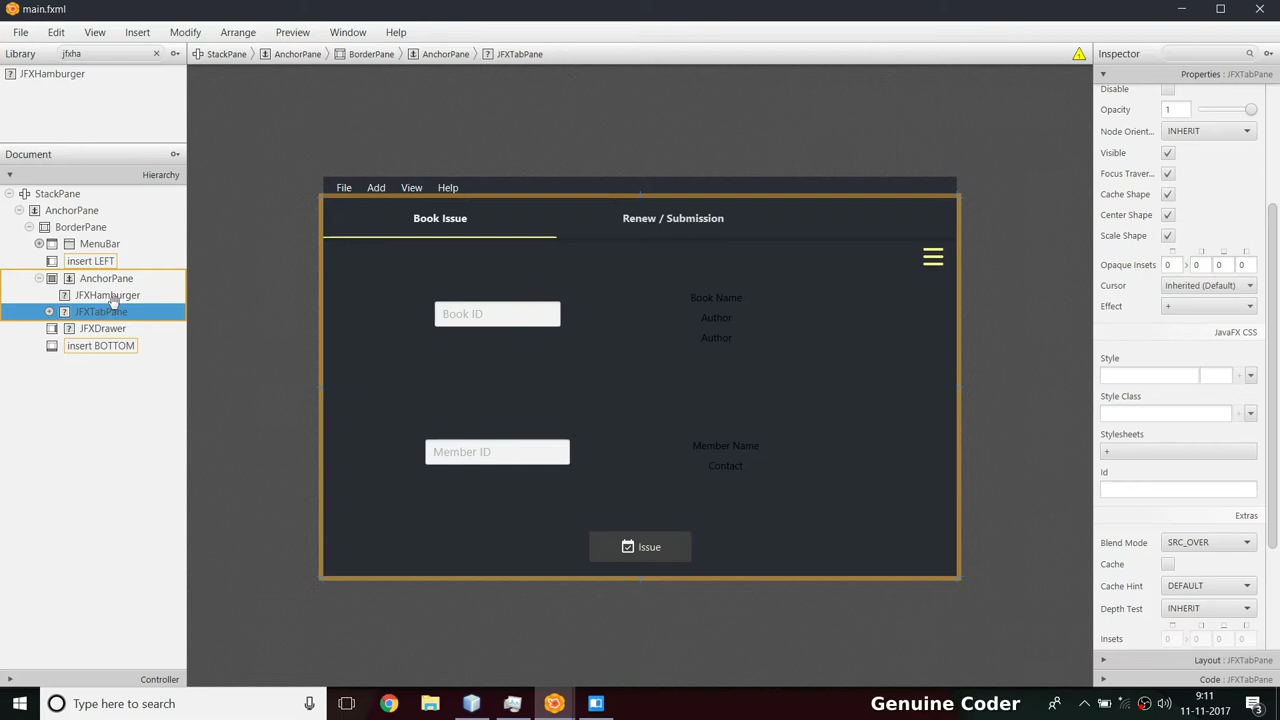 main.fxml
File Edit View Insert Modify Arrange Preview Window Help
Library jfxha
StackPane AnchorPane BorderPane AnchorPane JFXTabPane
Inspector
JFXHamburger
Properties : JFXTabPane
Disable
Opacity 1
Node Orient... INHERIT
Document
Visible
Hierarchy
Focus Traver...
StackPane
File Add View Help
Cache Shape
AnchorPane
Book Issue Renew / Submission
Center Shape
BorderPane
Scale Shape
MenuBar
insert LEFT
Opaque Insets 0 0 0 0
AnchorPane
Cursor Inherited (Default)
JFXHamburger
Book Name
Effect +
JFXTabPane
Book ID
Author
JFXDrawer
JavaFX CSS
Author
insert BOTTOM
Style
+
Style Class
+
Stylesheets
Member Name
+
Member ID
Contact
Id
Extras
Issue
Blend Mode SRC_OVER
Cache
Cache Hint DEFAULT
Depth Test INHERIT
Insets 0 0 0 0
Layout : JFXTabPane
Controller
Code : JFXTabPane
Type here to search
Genuine Coder
9:11
11-11-2017
3